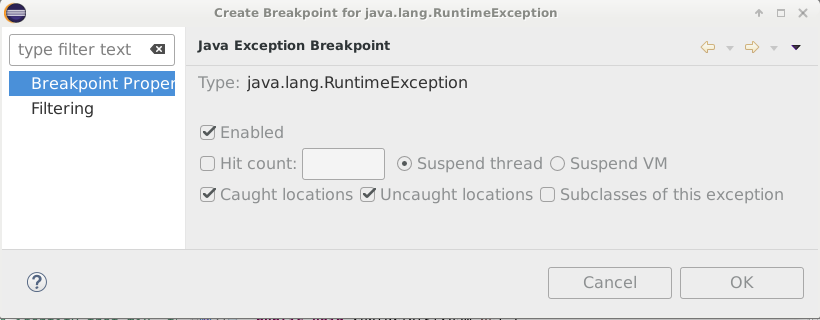 Create Breakpoint for java.lang.RuntimeException
type filter text
Java Exception Breakpoint
Breakpoint Proper
Type: java.lang.RuntimeException
Filtering
Enabled
Hit count: Suspend thread Suspend VM
Caught locations Uncaught locations Subclasses of this exception
? Cancel OK